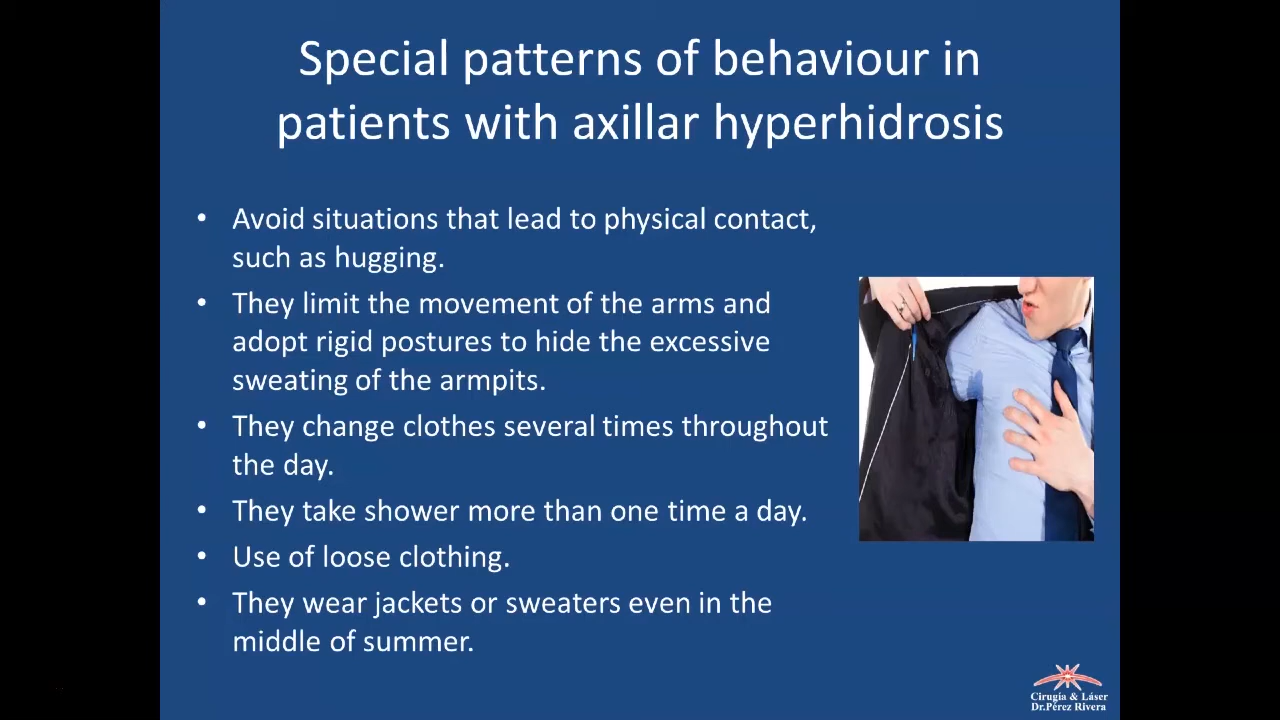 Special patterns of behaviour in
patients with axillar hyperhidrosis
• Avoid situations that lead to physical contact,
such as hugging.
• They limit the movement of the arms and
adopt rigid postures to hide the excessive
sweating of the armpits.
• They change clothes several times throughout
the day.
• They take shower more than one time a day.
• Use of loose clothing.
• They wear jackets or sweaters even in the
middle of summer.
Cirugía & Láser
Dr.Pérez Rivera